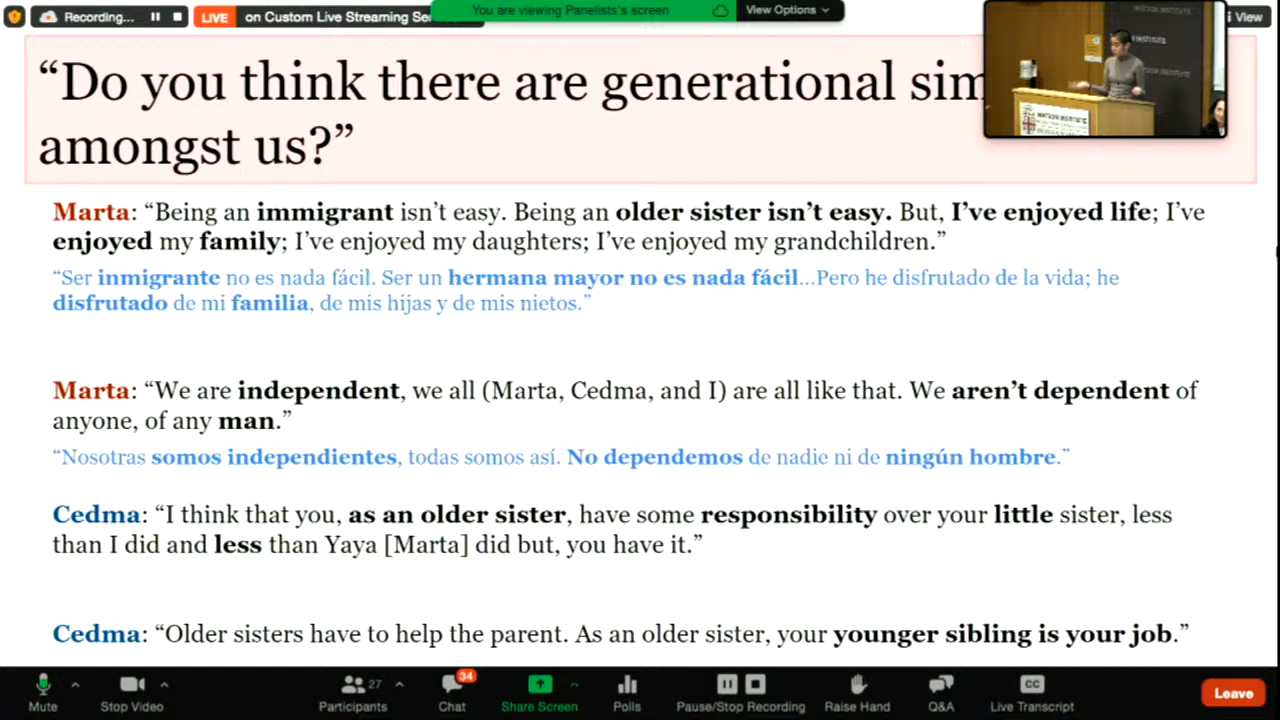 Recording...
LIVE
on Custom Live Streaming Se
You are viewing Panelists's screen
View Options
View
“Do you think there are generational sim
amongst us?”
WATSON INSTITUTE
Marta: “Being an immigrant isn’t easy. Being an older sister isn’t easy. But, I’ve enjoyed life; I’ve
enjoyed my family; I’ve enjoyed my daughters; I’ve enjoyed my grandchildren.”
“Ser inmigrante no es nada fácil. Ser un hermana mayor no es nada fácil...Pero he disfrutado de la vida; he
disfrutado de mi familia, de mis hijas y de mis nietos.”
Marta: “We are independent, we all (Marta, Cedma, and I) are all like that. We aren’t dependent of
anyone, of any man.”
“Nosotras somos independientes, todas somos así. No dependemos de nadie ni de ningún hombre.”
Cedma: “I think that you, as an older sister, have some responsibility over your little sister, less
than I did and less than Yaya [Marta] did but, you have it.”
Cedma: “Older sisters have to help the parent. As an older sister, your younger sibling is your job.”
27
34
CC
Mute
Stop Video
Participants
Chat
Share Screen
Polls
Pause/Stop Recording
Raise Hand
Q&A
Live Transcript
Leave